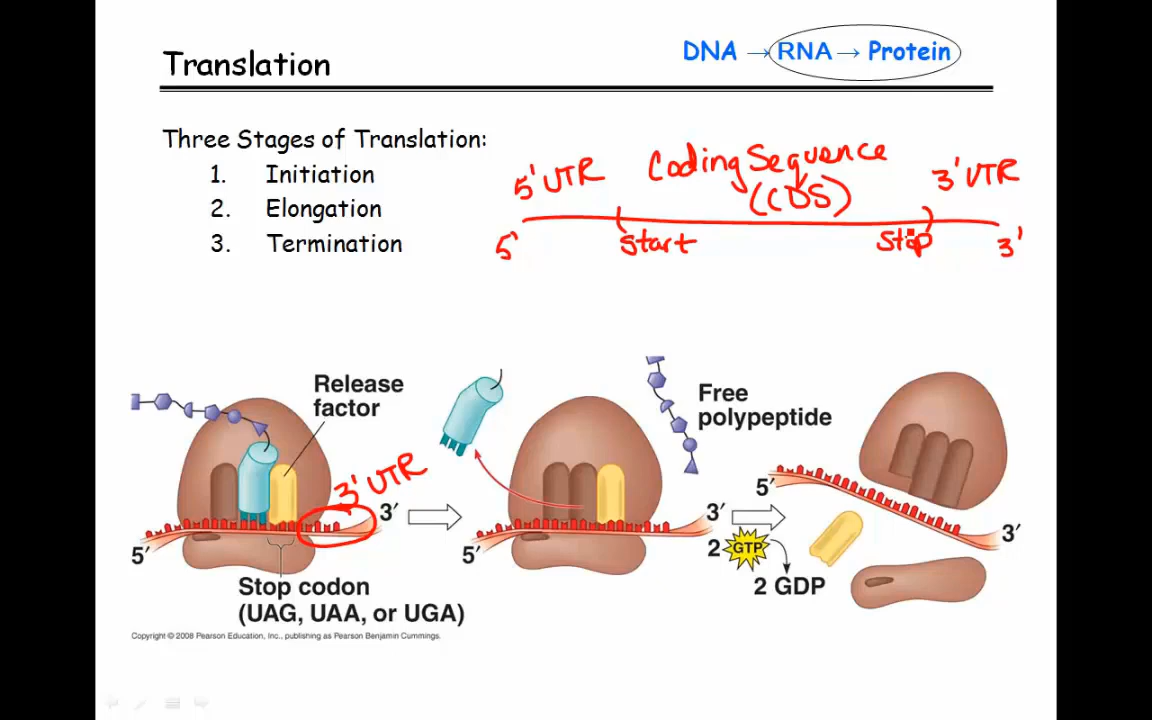 Translation
DNA → RNA → Protein
Three Stages of Translation:
1. Initiation
2. Elongation
3. Termination
5' UTR
Coding Sequence
(CDS)
3' UTR
5'
start
stop
3'
Release
factor
3' UTR
3′
5′
Stop codon
(UAG, UAA, or UGA)
Free
polypeptide
3′
5′
2 GTP
2 GDP
5′
3′
Copyright © 2008 Pearson Education, Inc., publishing as Pearson Benjamin Cummings.